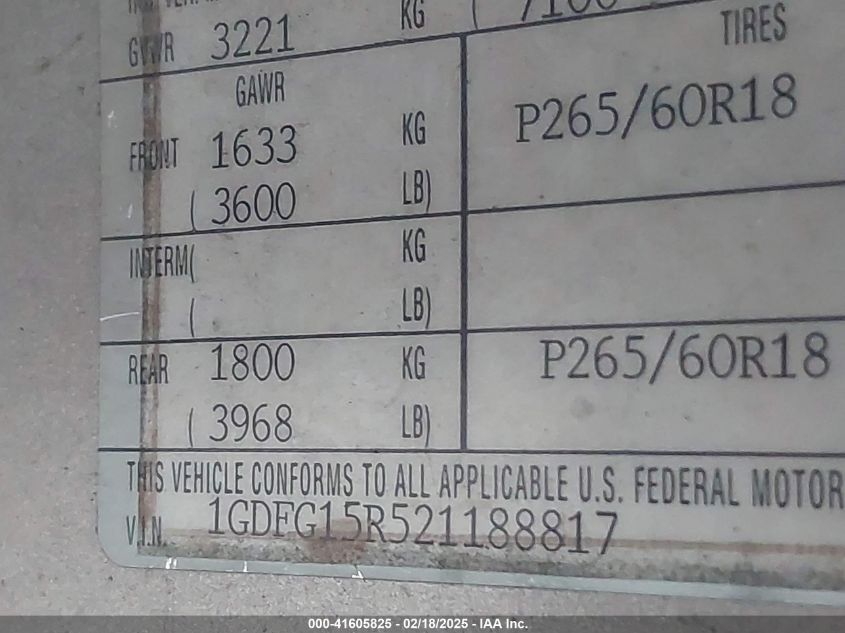 GVWR 3221 KG ( 7100
TIRES
GAWR
FRONT 1633 KG P265/60R18
( 3600 LB)
INTERM( KG
( LB)
REAR 1800 KG P265/60R18
( 3968 LB)
THIS VEHICLE CONFORMS TO ALL APPLICABLE U.S. FEDERAL MOTOR
V.I.N. 1GDFG15R521188817
000-41605825 - 02/18/2025 - IAA Inc.